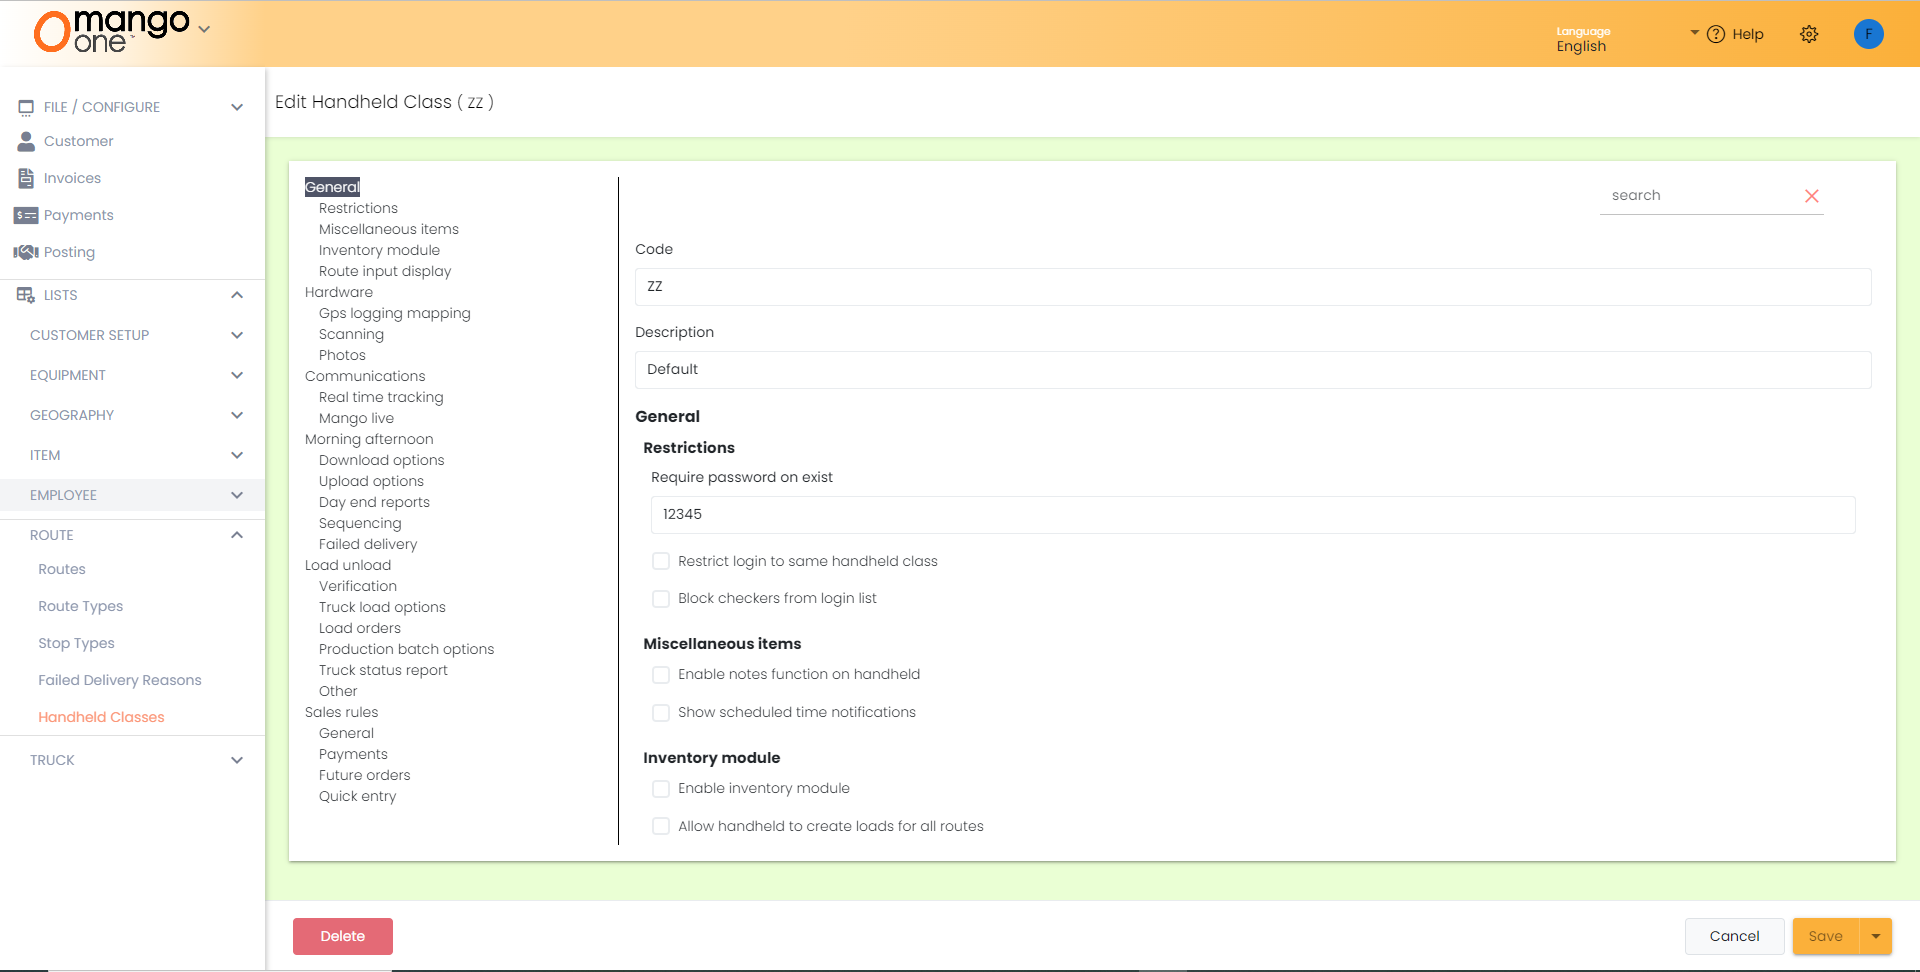 mango
one™
Language
English
Help
F
FILE / CONFIGURE
Customer
Invoices
Payments
Posting
LISTS
CUSTOMER SETUP
EQUIPMENT
GEOGRAPHY
ITEM
EMPLOYEE
ROUTE
Routes
Route Types
Stop Types
Failed Delivery Reasons
Handheld Classes
TRUCK
Edit Handheld Class ( ZZ )
General
Restrictions
Miscellaneous items
Inventory module
Route input display
Hardware
Gps logging mapping
Scanning
Photos
Communications
Real time tracking
Mango live
Morning afternoon
Download options
Upload options
Day end reports
Sequencing
Failed delivery
Load unload
Verification
Truck load options
Load orders
Production batch options
Truck status report
Other
Sales rules
General
Payments
Future orders
Quick entry
search
Code
ZZ
Description
Default
General
Restrictions
Require password on exist
12345
Restrict login to same handheld class
Block checkers from login list
Miscellaneous items
Enable notes function on handheld
Show scheduled time notifications
Inventory module
Enable inventory module
Allow handheld to create loads for all routes
Delete
Cancel
Save